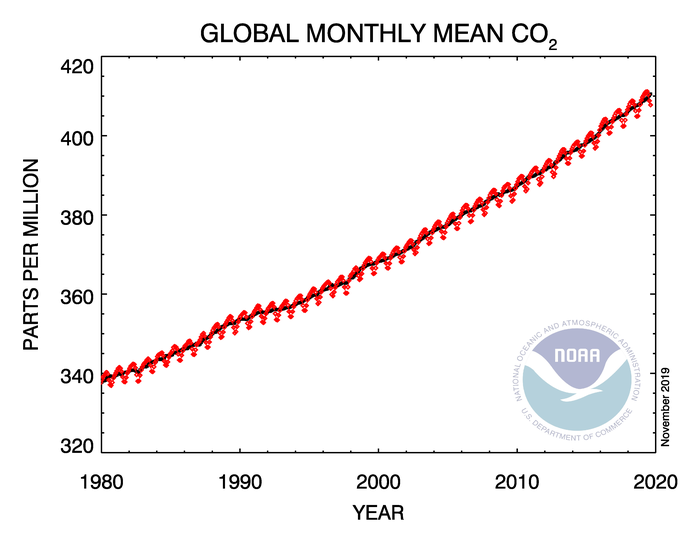 GLOBAL MONTHLY MEAN CO₂
PARTS PER MILLION
420
400
380
360
340
320
1980
1990
2000
2010
2020
YEAR
NATIONAL OCEANIC AND ATMOSPHERIC ADMINISTRATION
NOAA
U.S. DEPARTMENT OF COMMERCE
November 2019